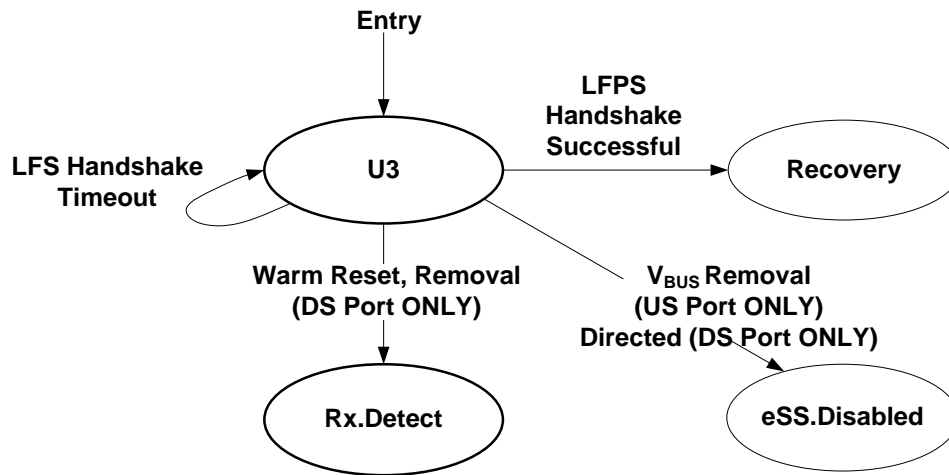 Entry
LFPS
Handshake
Successful
LFS Handshake
Timeout
U3
Recovery
Warm Reset, Removal
(DS Port ONLY)
VBUS Removal
(US Port ONLY)
Directed (DS Port ONLY)
Rx.Detect
eSS.Disabled